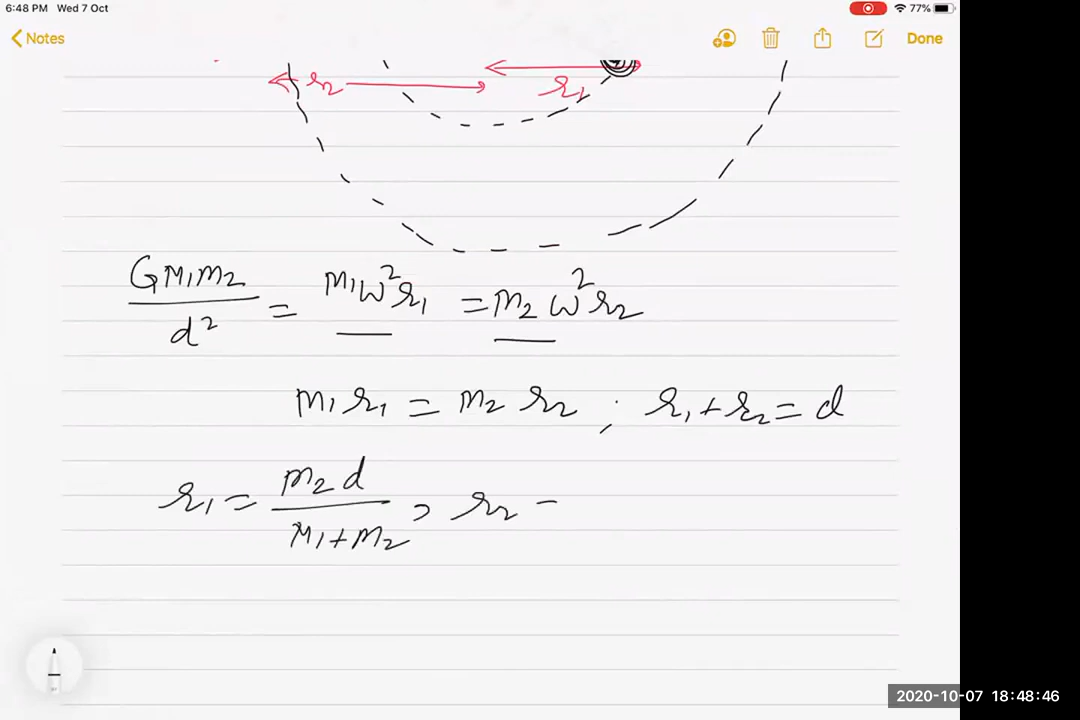 6:48 PM Wed 7 Oct 77%
Notes Done
r2 r1
GM1M2/d² = M1ω²r1 = m2ω²r2
m1r1 = m2r2 ; r1+r2 = d
r1 = m2d/M1+m2 , r2 =
2020-10-07 18:48:46